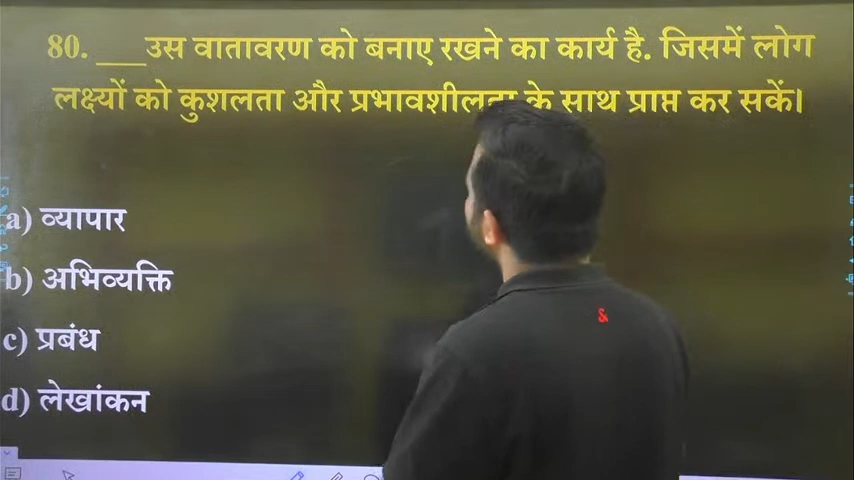 80. ___उस वातावरण को बनाए रखने का कार्य है. जिसमें लोग
लक्ष्यों को कुशलता और प्रभावशीलता के साथ प्राप्त कर सकें।
a) व्यापार
b) अभिव्यक्ति
c) प्रबंध
d) लेखांकन
&